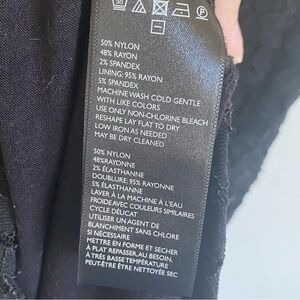 50% NYLON
48% RAYON
2% SPANDEX
LINING: 95% RAYON
5% SPANDEX
MACHINE WASH COLD GENTLE
WITH LIKE COLORS
USE ONLY NON-CHLORINE BLEACH
RESHAPE LAY FLAT TO DRY
LOW IRON AS NEEDED
MAY BE DRY CLEANED
50% NYLON
48%RAYONNE
2% ÉLASTHANNE
DOUBLURE: 95% RAYONNE
5% ÉLASTHANNE
LAVER À LA MACHINE À L'EAU
FROIDE AVEC COULEURS SIMILAIRES
CYCLE DÉLICAT
UTILISER UN AGENT DE
BLANCHIMENT SANS CHLORE
SI NÉCESSAIRE
METTRE EN FORME ET SÉCHER
À PLAT REPASSER AU BESOIN
À TRÈS BASSE TEMPÉRATURE
PEUT-ÊTRE ÊTRE NETTOYÉE SEC